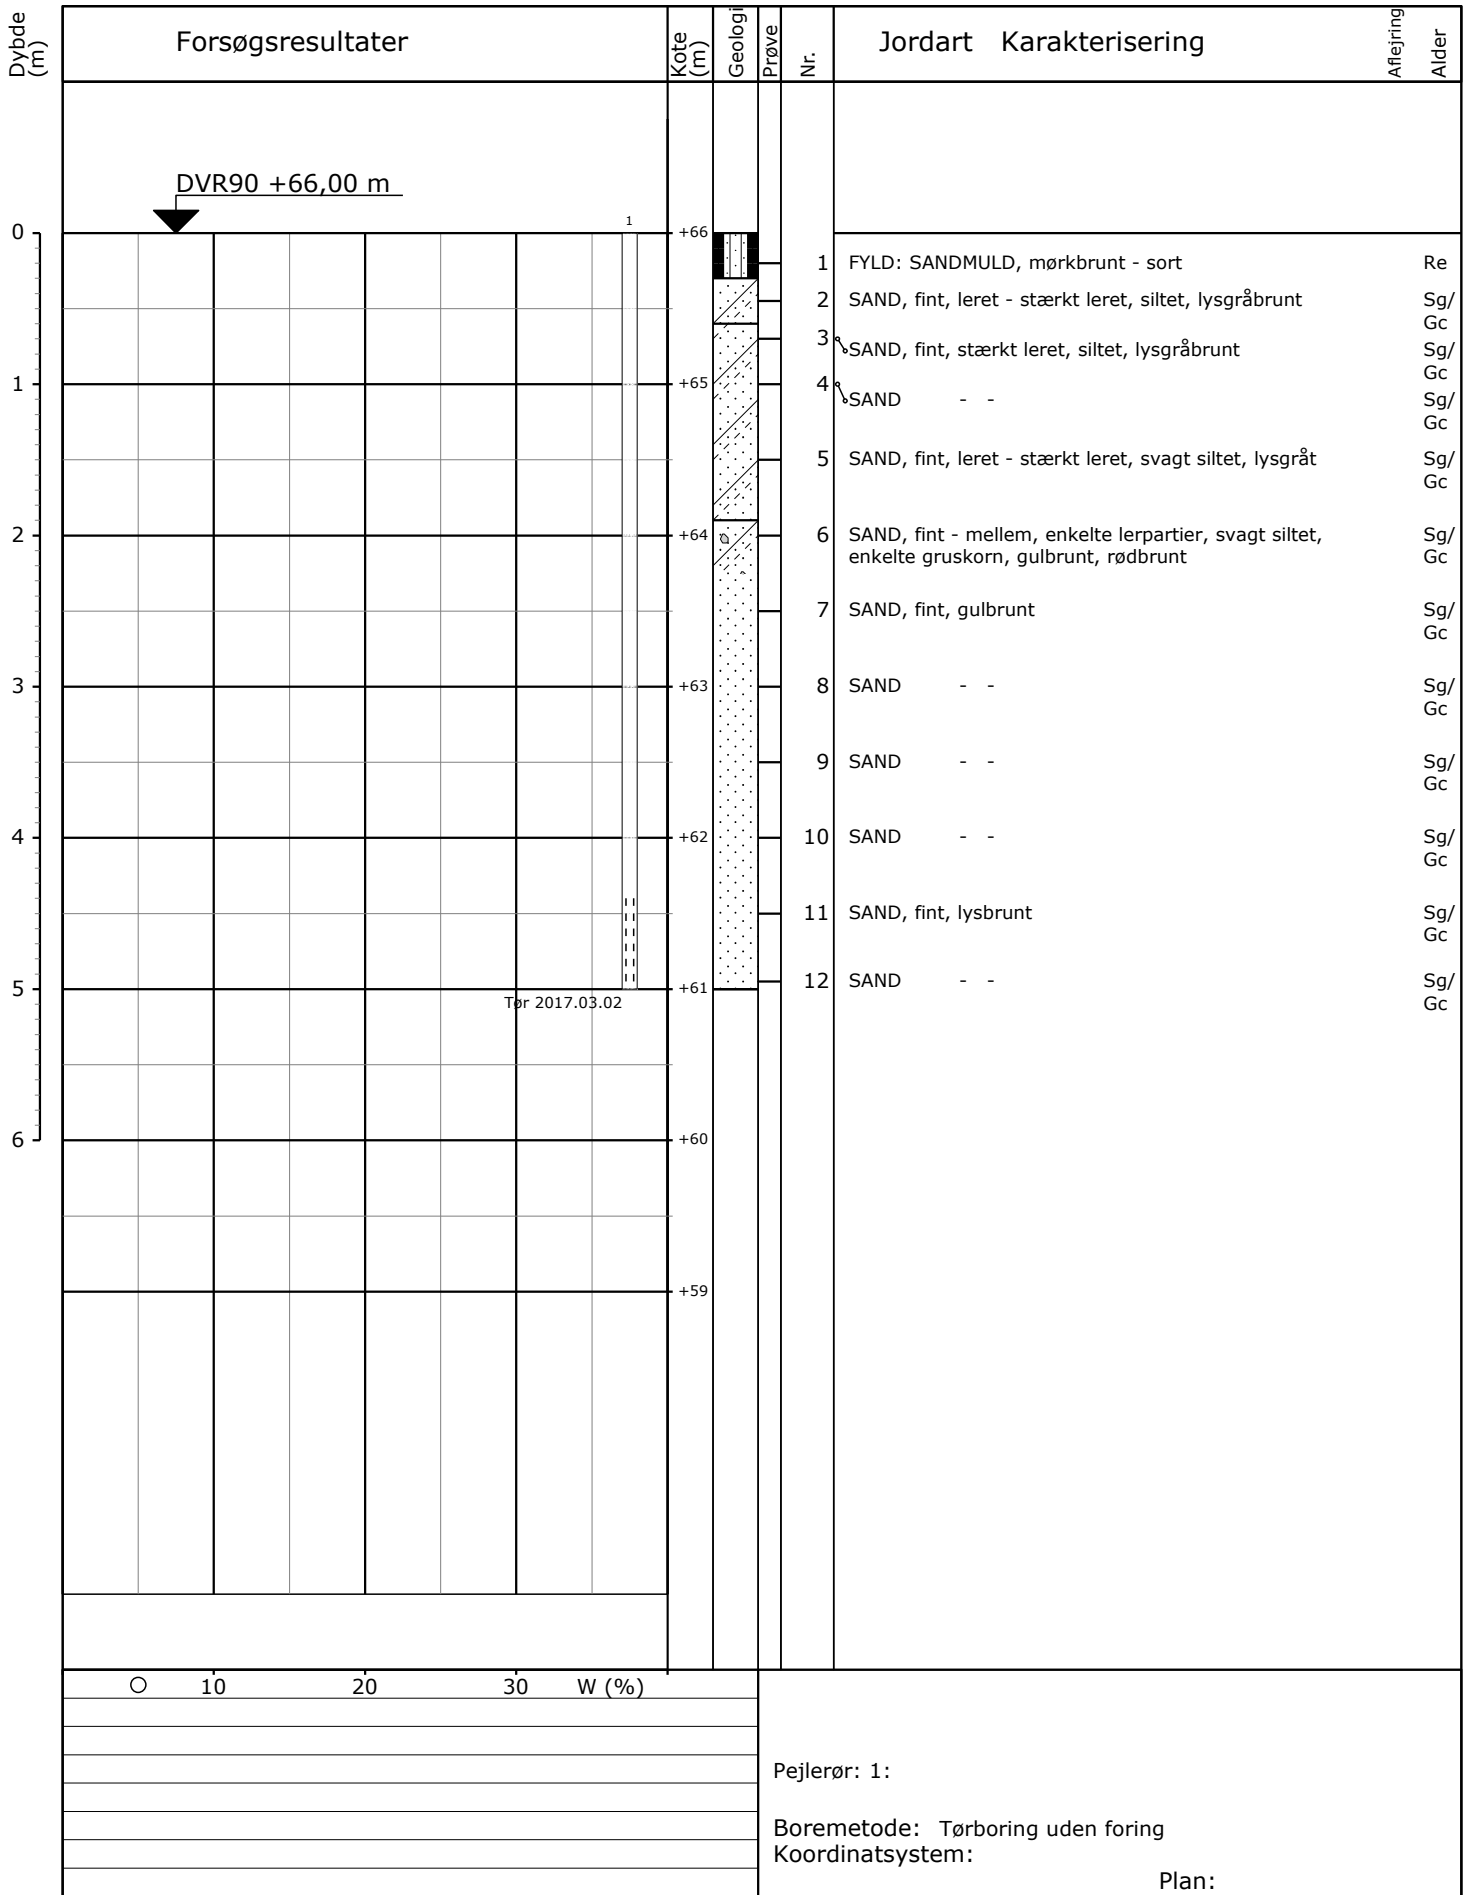 Dybde (m)
Forsøgsresultater
Kote (m)
Geologi
Prøve
Nr.
Jordart Karakterisering
Aflejring
Alder
DVR90 +66,00 m
1
0
+66
1 FYLD: SANDMULD, mørkbrunt - sort Re
2 SAND, fint, leret - stærkt leret, siltet, lysgråbrunt Sg/
Gc
3 SAND, fint, stærkt leret, siltet, lysgråbrunt Sg/
Gc
1
+65
4 SAND - - Sg/
Gc
5 SAND, fint, leret - stærkt leret, svagt siltet, lysgråt Sg/
Gc
2
+64
6 SAND, fint - mellem, enkelte lerpartier, svagt siltet, Sg/
enkelte gruskorn, gulbrunt, rødbrunt Gc
7 SAND, fint, gulbrunt Sg/
Gc
3
+63
8 SAND - - Sg/
Gc
9 SAND - - Sg/
Gc
4
+62
10 SAND - - Sg/
Gc
11 SAND, fint, lysbrunt Sg/
Gc
12 SAND - - Sg/
Gc
5
+61
Tør 2017.03.02
6
+60
+59
10 20 30 W (%)
Pejlerør: 1:
Boremetode: Tørboring uden foring
Koordinatsystem:
Plan: